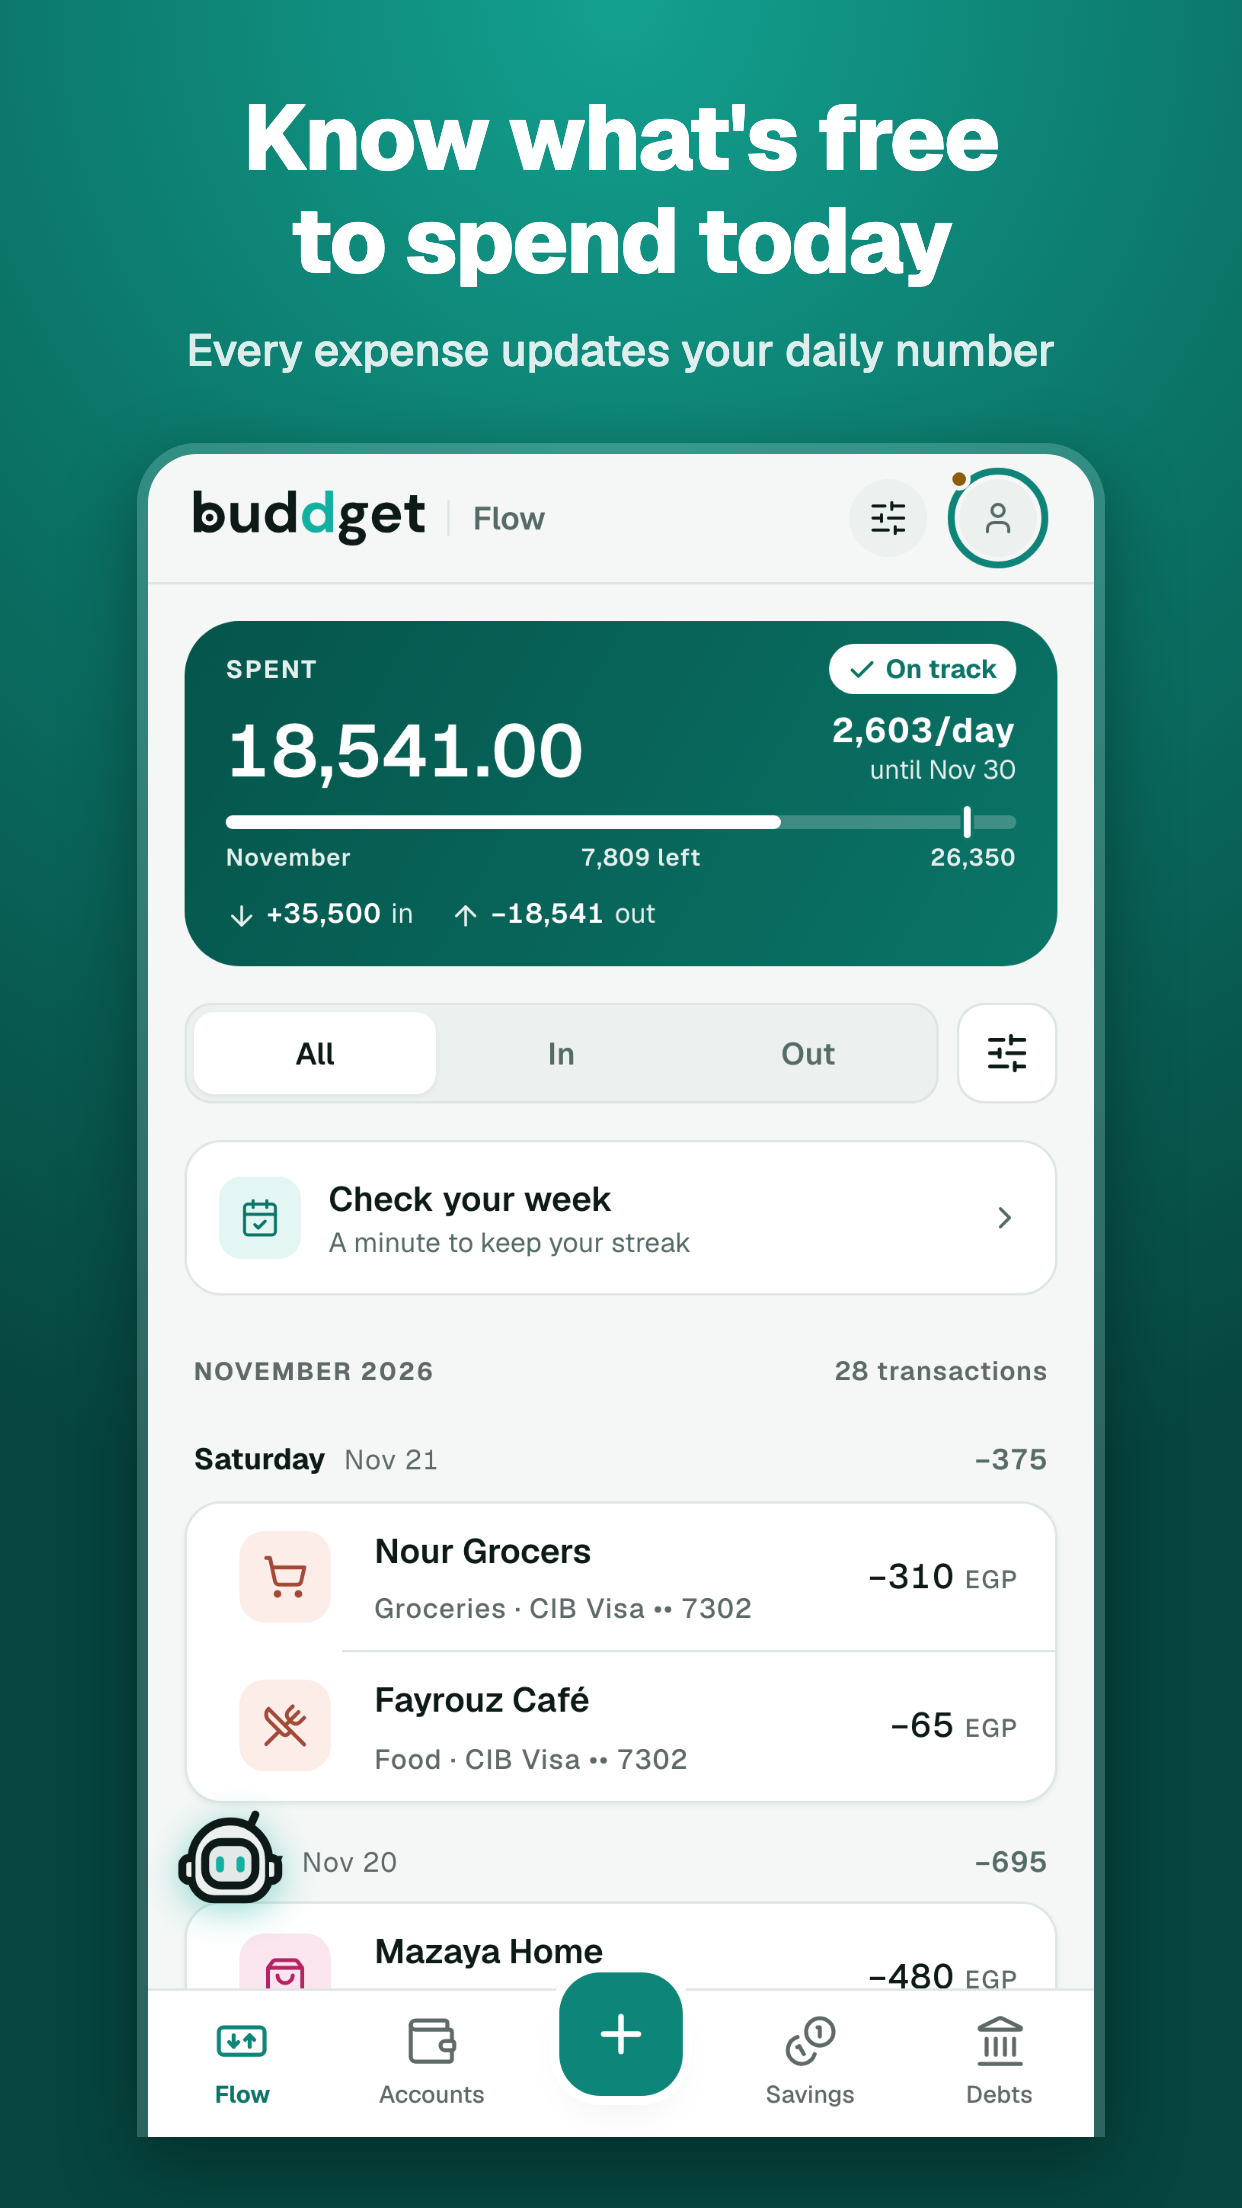 Know what's free
to spend today
Every expense updates your daily number
buddget | Flow
SPENT
On track
18,541.00
2,603/day
until Nov 30
November 7,809 left 26,350
+35,500 in −18,541 out
All In Out
Check your week
A minute to keep your streak
NOVEMBER 2026 28 transactions
Saturday Nov 21 −375
Nour Grocers
−310 EGP
Groceries · CIB Visa •• 7302
Fayrouz Café
−65 EGP
Food · CIB Visa •• 7302
Nov 20 −695
Mazaya Home
−480 EGP
Flow Accounts Savings Debts